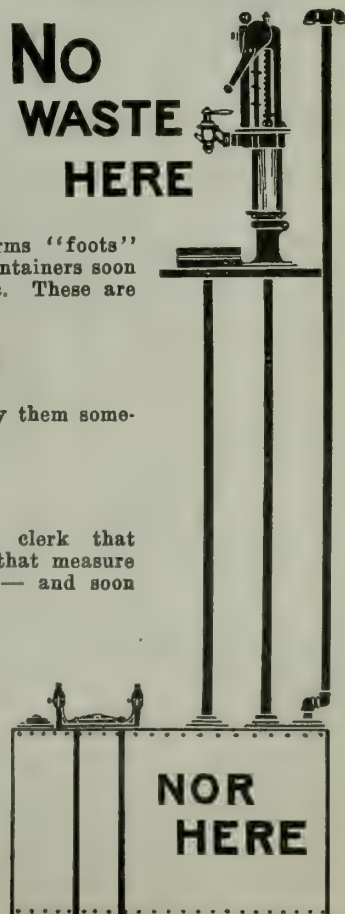 No
WASTE
HERE
rms "foots"
ntainers soon
These are
y them some-
clerk that
that measure
— and soon
NOR
HERE